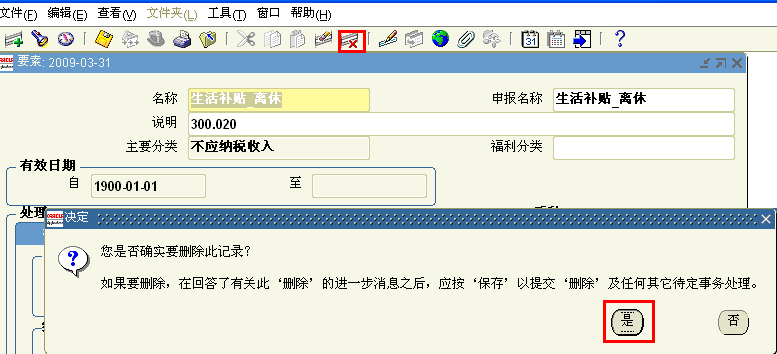 文件(F) 编辑(E) 查看(V) 文件夹(L) 工具(T) 窗口 帮助(H)
31
?
ORACLE 要素: 2009-03-31
名称 生活补贴_离休 申报名称 生活补贴_离休
说明 300.020
主要分类 不应纳税收入 福利分类
有效日期
自 1900-01-01 至
处理
ORACLE 决定
您是否确实要删除此记录?
?
如果要删除，在回答了有关此‘删除’的进一步消息之后，应按‘保存’以提交‘删除’及任何其它待定事务处理。
是 否